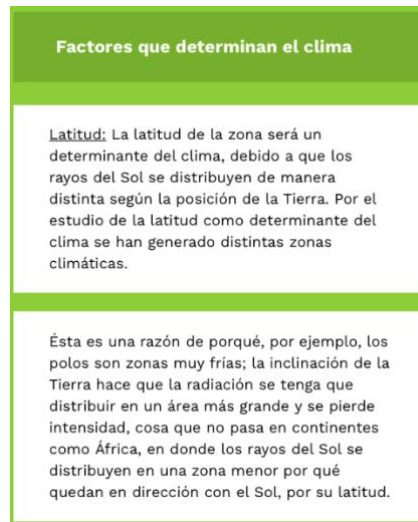 Factores que determinan el clima
Latitud: La latitud de la zona será un
determinante del clima, debido a que los
rayos del Sol se distribuyen de manera
distinta según la posición de la Tierra. Por el
estudio de la latitud como determinante del
clima se han generado distintas zonas
climáticas.
Ésta es una razón de porqué, por ejemplo, los
polos son zonas muy frías; la inclinación de la
Tierra hace que la radiación se tenga que
distribuir en un área más grande y se pierde
intensidad, cosa que no pasa en continentes
como África, en donde los rayos del Sol se
distribuyen en una zona menor por qué
quedan en dirección con el Sol, por su latitud.